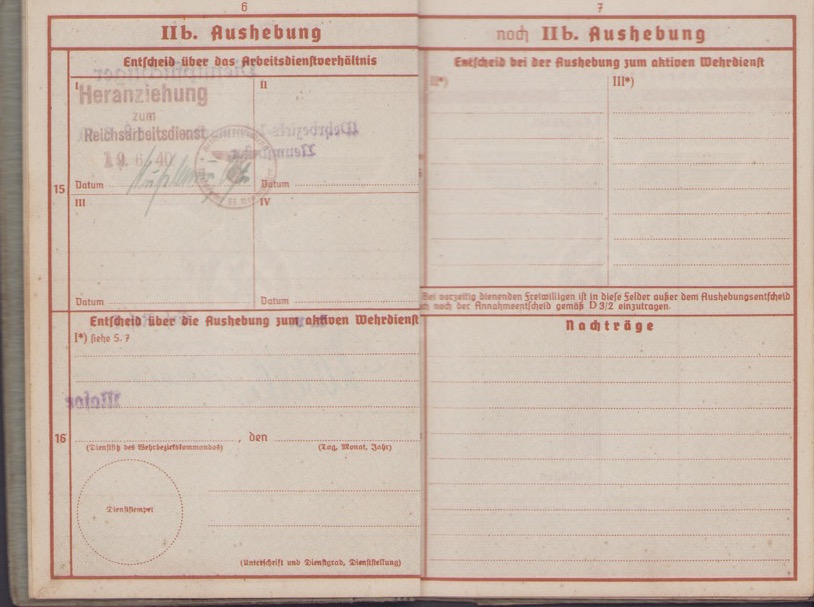 6
IIb. Aushebung
15
Entscheid über das Arbeitsdienstverhältnis
I
Heranziehung
zum
Reichsarbeitsdienst
19. 6. 40
Datum
II
Datum
III
Datum
IV
Datum
16
Entscheid über die Aushebung zum aktiven Wehrdienst
I*) siehe S. 7
, den
(Dienstsitz des Wehrbezirkskommandos)
(Tag, Monat, Jahr)
Dienststempel
(Unterschrift und Dienstgrad, Dienststellung)
7
noch IIb. Aushebung
Entscheid bei der Aushebung zum aktiven Wehrdienst
II*)
III*)
Bei vorzeitig dienenden Freiwilligen ist in diese Felder außer dem Aushebungsentscheid
noch der Annahmeentscheid gemäß D 3/2 einzutragen.
Nachträge